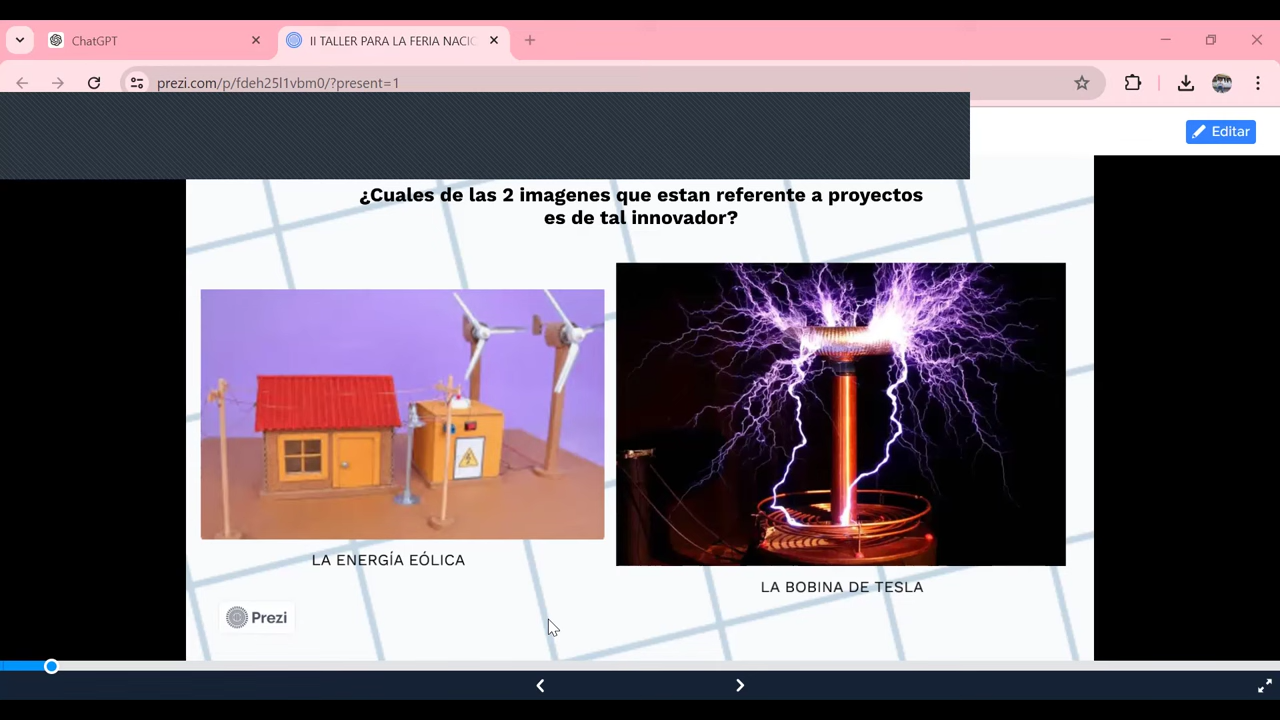 ChatGPT
II TALLER PARA LA FERIA NACIO
prezi.com/p/fdeh25l1vbm0/?present=1
Editar
¿Cuales de las 2 imagenes que estan referente a proyectos
es de tal innovador?
LA ENERGÍA EÓLICA
LA BOBINA DE TESLA
Prezi